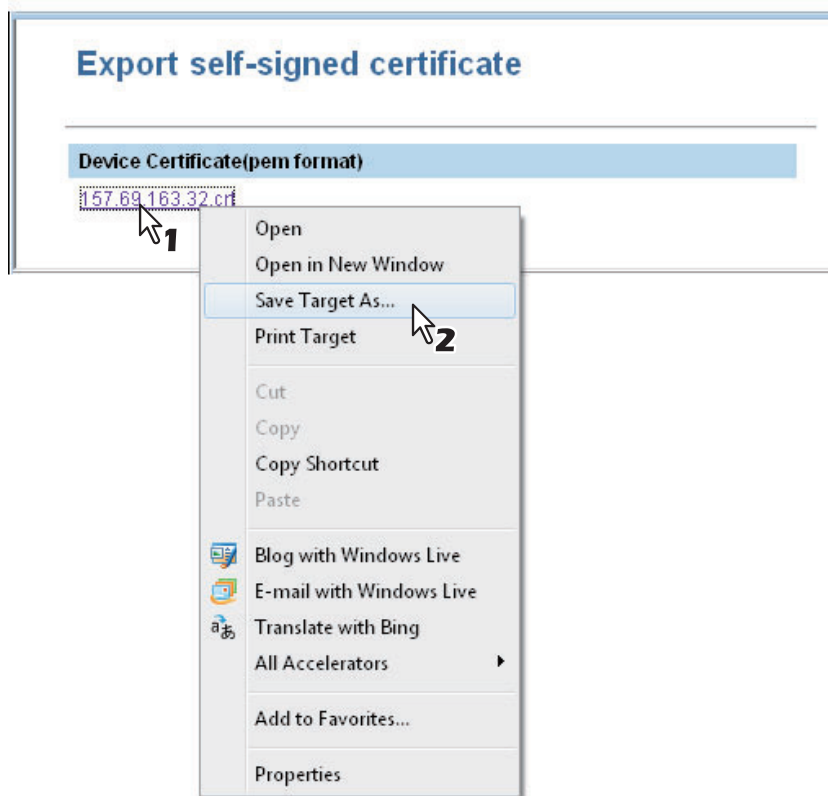 Export self-signed certificate
Device Certificate(pem format)
157.69.163.32.crt
1
Open
Open in New Window
Save Target As...
2
Print Target
Cut
Copy
Copy Shortcut
Paste
Blog with Windows Live
E-mail with Windows Live
aあ Translate with Bing
All Accelerators
Add to Favorites...
Properties